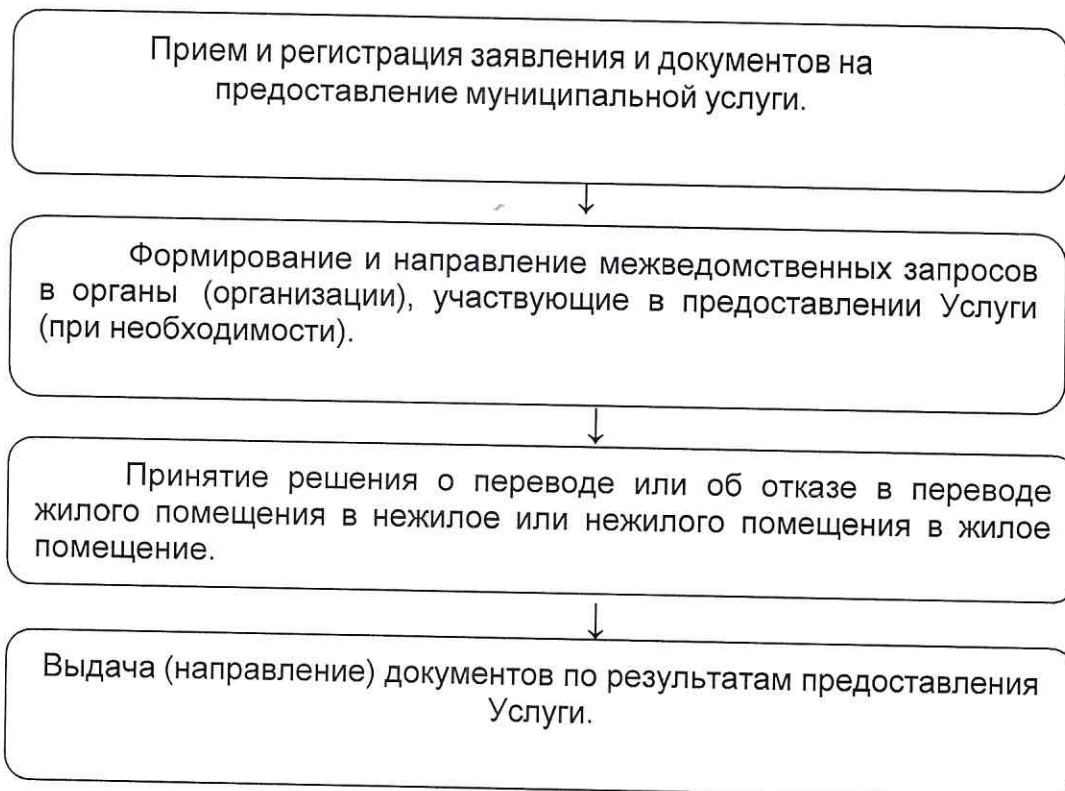 Прием и регистрация заявления и документов на
предоставление муниципальной услуги.
Формирование и направление межведомственных запросов
в органы (организации), участвующие в предоставлении Услуги
(при необходимости).
Принятие решения о переводе или об отказе в переводе
жилого помещения в нежилое или нежилого помещения в жилое
помещение.
Выдача (направление) документов по результатам предоставления
Услуги.